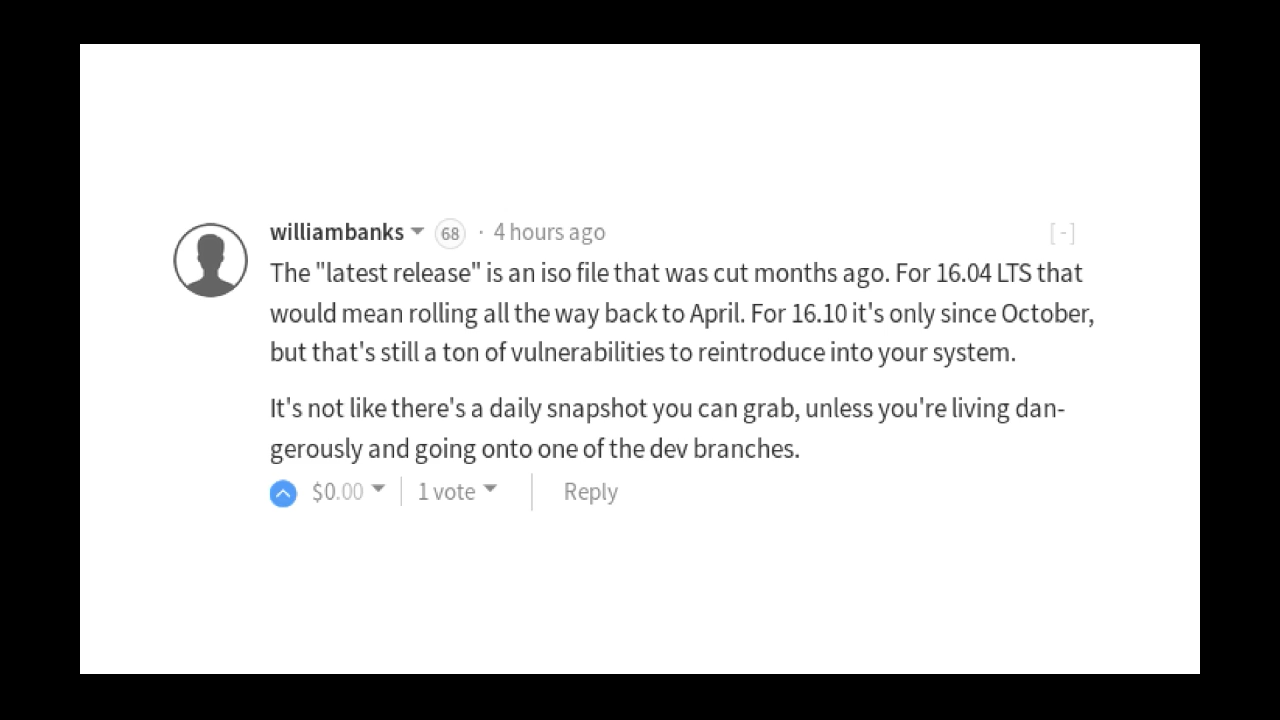 williambanks 68 · 4 hours ago [-]
The "latest release" is an iso file that was cut months ago. For 16.04 LTS that
would mean rolling all the way back to April. For 16.10 it's only since October,
but that's still a ton of vulnerabilities to reintroduce into your system.
It's not like there's a daily snapshot you can grab, unless you're living dan-
gerously and going onto one of the dev branches.
$0.00 1 vote Reply